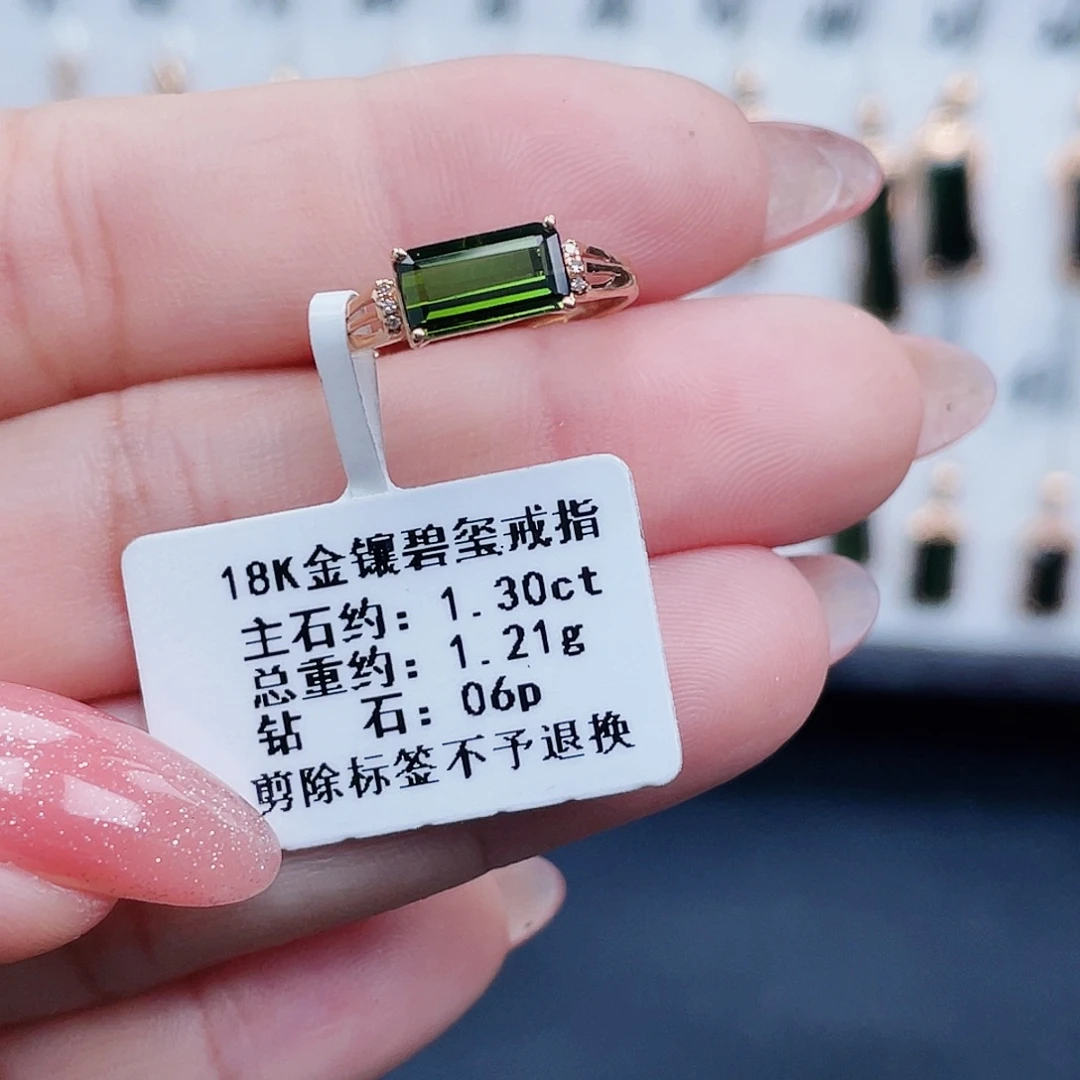 18K金镶碧玺戒指
主石约：1.30ct
总重约：1.21g
钻 石：06p
剪除标签不予退换